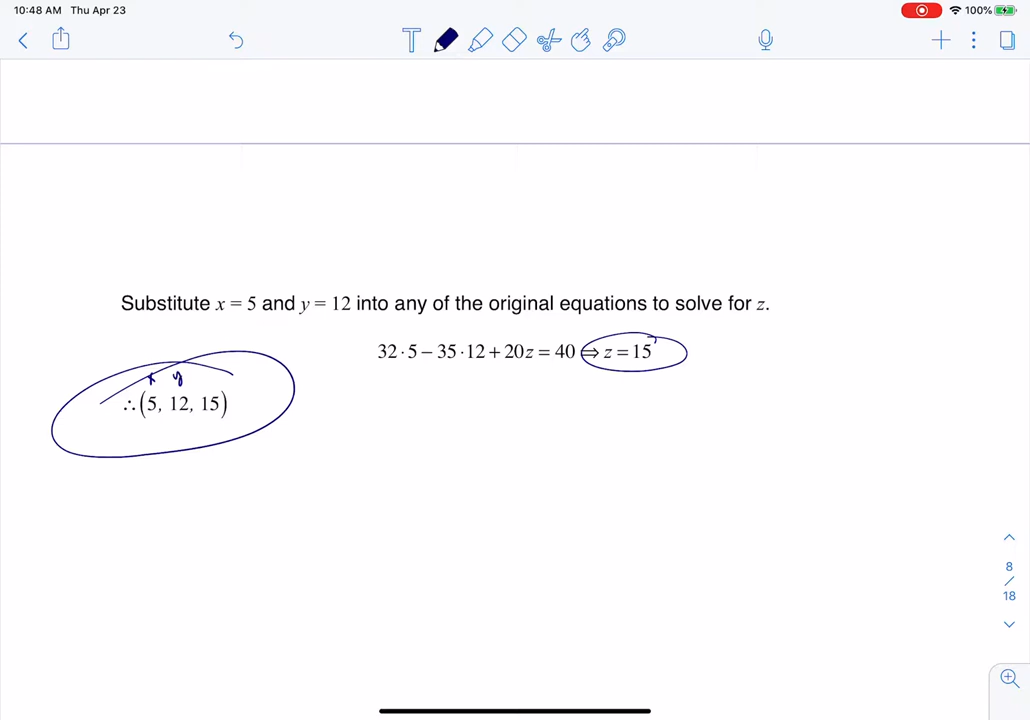 10:48 AM Thu Apr 23
100%
T
Substitute x = 5 and y = 12 into any of the original equations to solve for z.
32 · 5 − 35 · 12 + 20z = 40 ⇒ z = 15
x y
∴ (5, 12, 15)
8
/
18